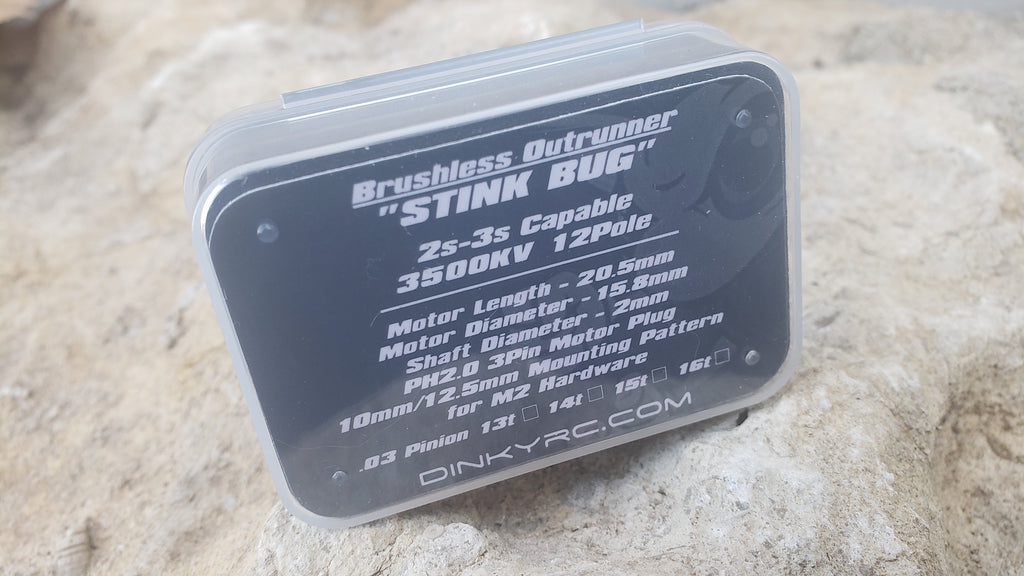 Brushless Outrunner
"STINK BUG"
2s-3s Capable
3500KV 12Pole
Motor Length - 20.5mm
Motor Diameter - 15.8mm
Shaft Diameter - 2mm
PH2.0 3Pin Motor Plug
10mm/12.5mm Mounting Pattern
for M2 Hardware
.03 Pinion 13t □ 14t □ 15t □ 16t □
DINKYRC.COM